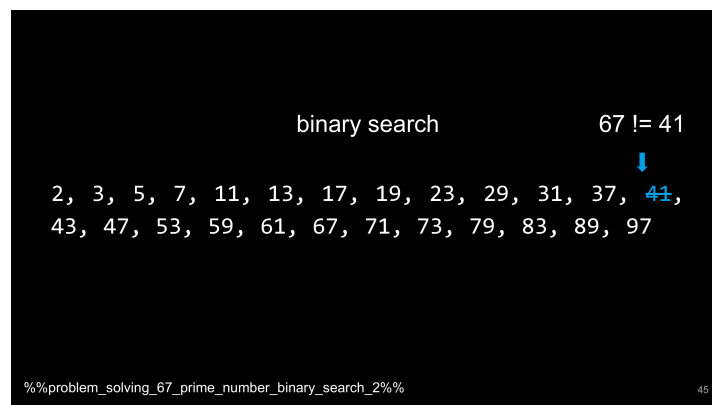 binary search
67 != 41
2, 3, 5, 7, 11, 13, 17, 19, 23, 29, 31, 37, 41,
43, 47, 53, 59, 61, 67, 71, 73, 79, 83, 89, 97
%%problem_solving_67_prime_number_binary_search_2%%
45